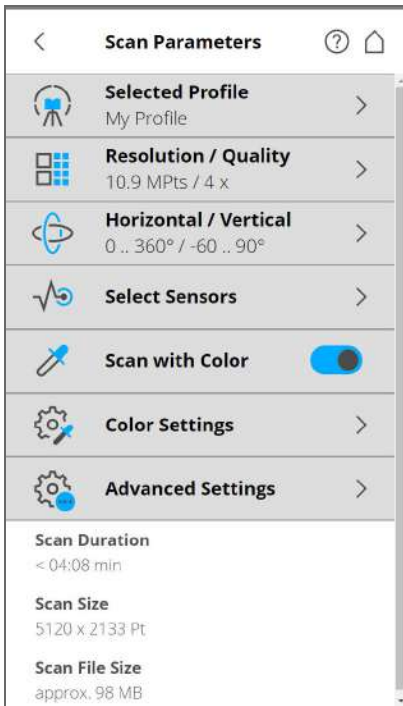 Scan Parameters
Selected Profile
My Profile
Resolution / Quality
10.9 MPts / 4 x
Horizontal / Vertical
0 .. 360° / -60 .. 90°
Select Sensors
Scan with Color
Color Settings
Advanced Settings
Scan Duration
< 04:08 min
Scan Size
5120 x 2133 Pt
Scan File Size
approx. 98 MB